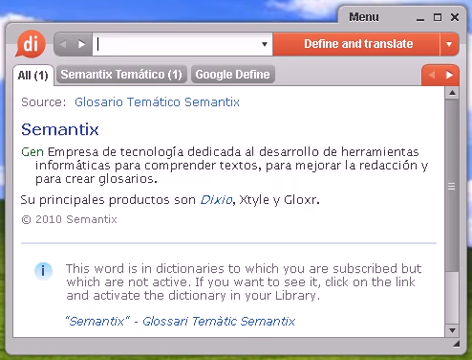 Menu
di
Define and translate
All (1)
Semantix Temático (1)
Google Define
Source: Glosario Temático Semantix
Semantix
Gen Empresa de tecnología dedicada al desarrollo de herramientas
informáticas para comprender textos, para mejorar la redacción y
para crear glosarios.
Su principales productos son Dixio, Xtyle y Gloxr.
© 2010 Semantix
i
This word is in dictionaries to which you are subscribed but
which are not active. If you want to see it, click on the link
and activate the dictionary in your Library.
"Semantix" - Glossari Temàtic Semantix